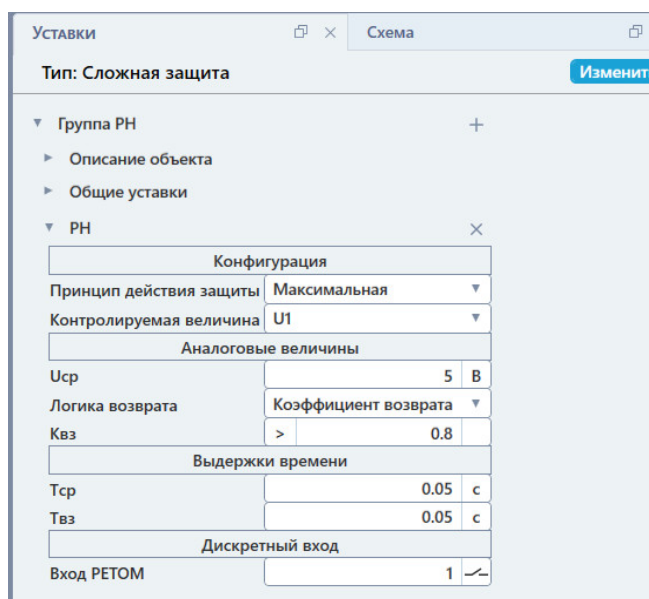 Уставки
Схема
Тип: Сложная защита
Изменит
Группа РН
Описание объекта
Общие уставки
РН
Конфигурация
Принцип действия защиты Максимальная
Контролируемая величина U1
Аналоговые величины
Uср 5 В
Логика возврата Коэффициент возврата
Квз > 0.8
Выдержки времени
Тср 0.05 с
Твз 0.05 с
Дискретный вход
Вход РЕТОМ 1